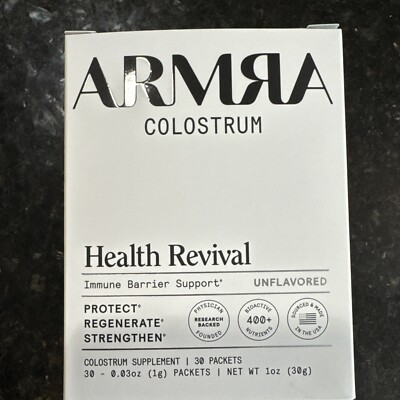 ARMRA
COLOSTRUM
Health Revival
Immune Barrier Support⁺
UNFLAVORED
PROTECT⁺
REGENERATE⁺
STRENGTHEN⁺
PHYSICIAN
RESEARCH
BACKED
FOUNDED
BIOACTIVE
400+
NUTRIENTS
SOURCED & MADE
IN THE USA
COLOSTRUM SUPPLEMENT | 30 PACKETS
30 - 0.03oz (1g) PACKETS | NET WT 1oz (30g)